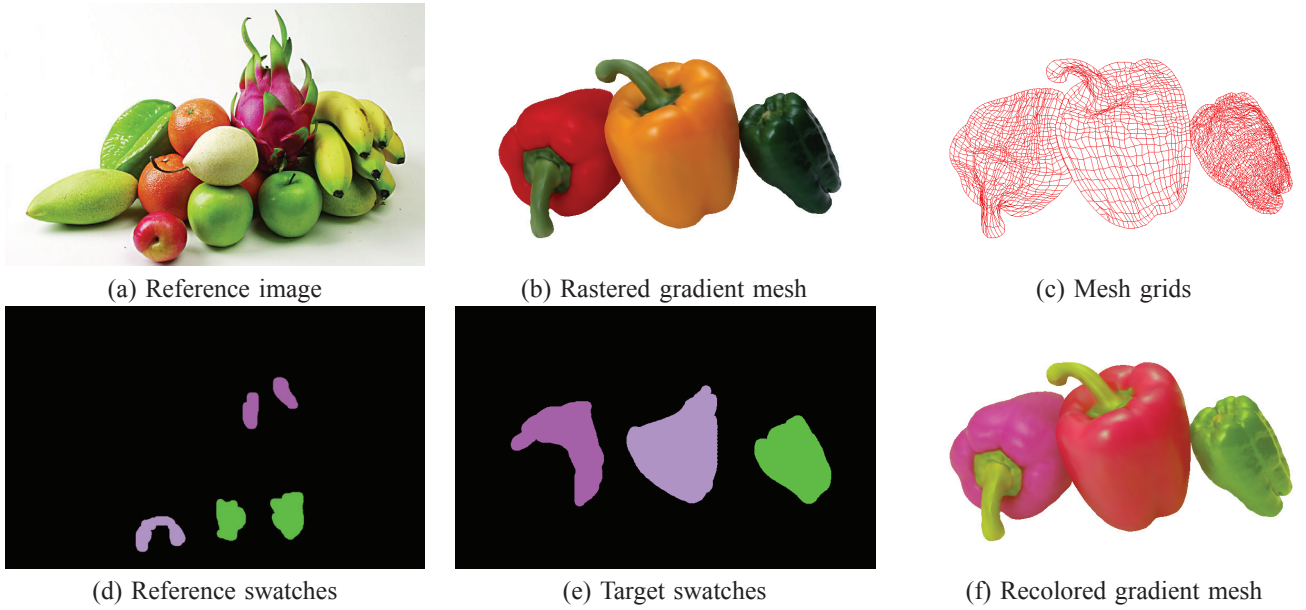 (a) Reference image
(b) Rastered gradient mesh
(c) Mesh grids
(d) Reference swatches
(e) Target swatches
(f) Recolored gradient mesh